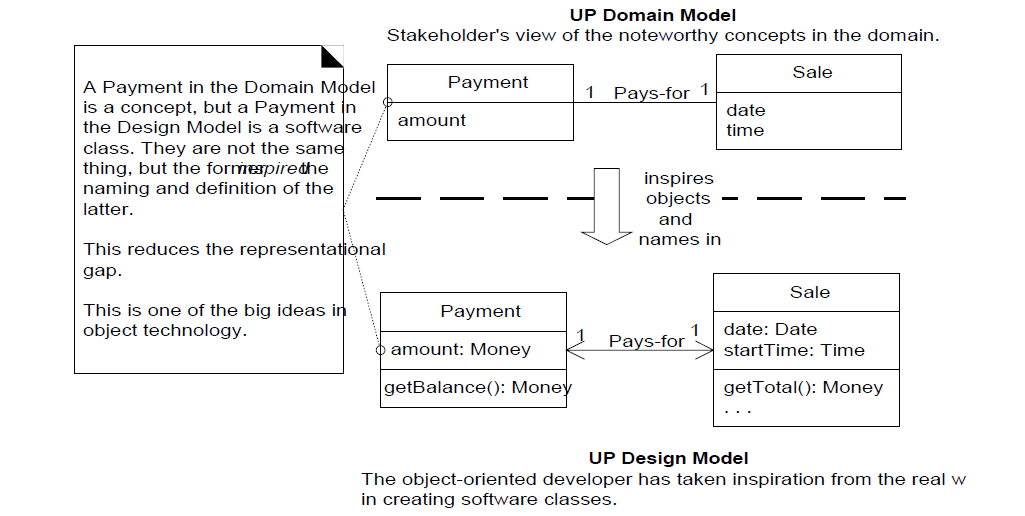 UP Domain Model
Stakeholder's view of the noteworthy concepts in the domain.
A Payment in the Domain Model
is a concept, but a Payment in
the Design Model is a software
class. They are not the same
thing, but the former inspired the
naming and definition of the
latter.
This reduces the representational
gap.
This is one of the big ideas in
object technology.
Payment
amount
1 Pays-for 1
Sale
date
time
inspires
objects
and
names in
Payment
amount: Money
getBalance(): Money
1 Pays-for 1
Sale
date: Date
startTime: Time
getTotal(): Money
. . .
UP Design Model
The object-oriented developer has taken inspiration from the real w
in creating software classes.